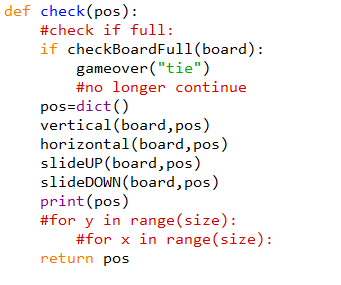 def check(pos):
    #check if full:
    if checkBoardFull(board):
        gameover("tie")
        #no longer continue
    pos=dict()
    vertical(board,pos)
    horizontal(board,pos)
    slideUP(board,pos)
    slideDOWN(board,pos)
    print(pos)
    #for y in range(size):
        #for x in range(size):
    return pos